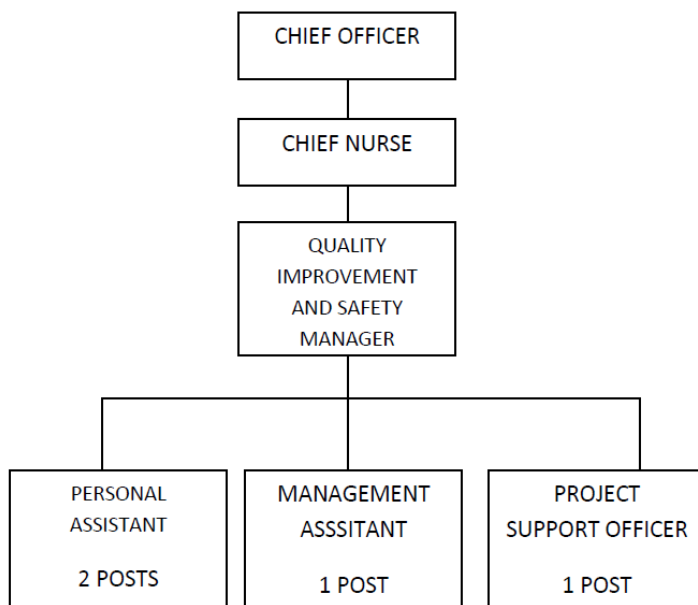 CHIEF OFFICER
CHIEF NURSE
QUALITY
IMPROVEMENT
AND SAFETY
MANAGER
PERSONAL
ASSISTANT
2 POSTS
MANAGEMENT
ASSSITANT
1 POST
PROJECT
SUPPORT OFFICER
1 POST